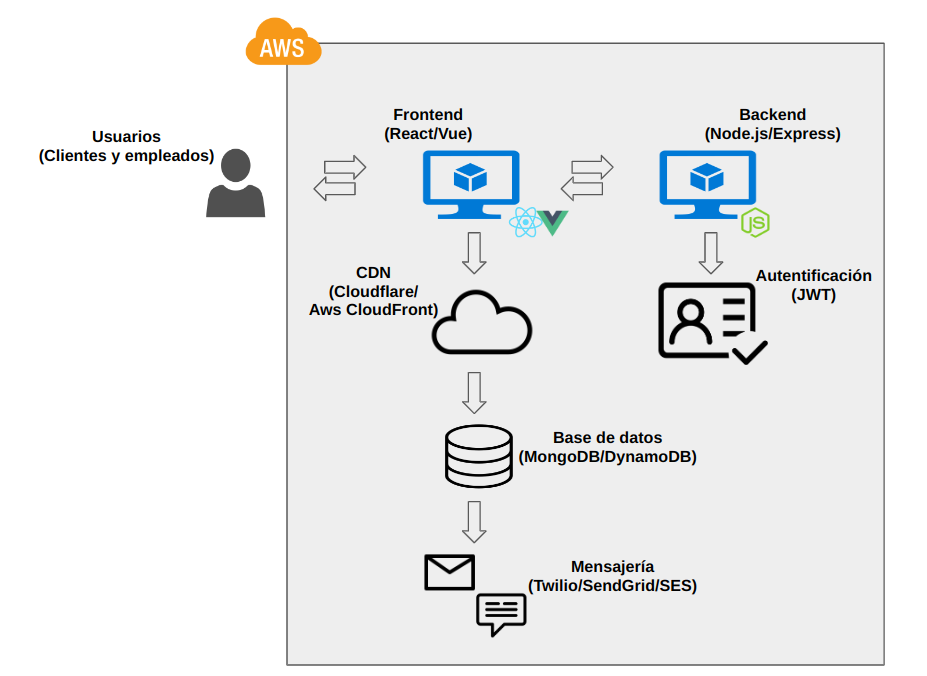 AWS
Usuarios
(Clientes y empleados)
Frontend
(React/Vue)
Backend
(Node.js/Express)
JS
CDN
(Cloudflare/
Aws CloudFront)
Autentificación
(JWT)
Base de datos
(MongoDB/DynamoDB)
Mensajería
(Twilio/SendGrid/SES)